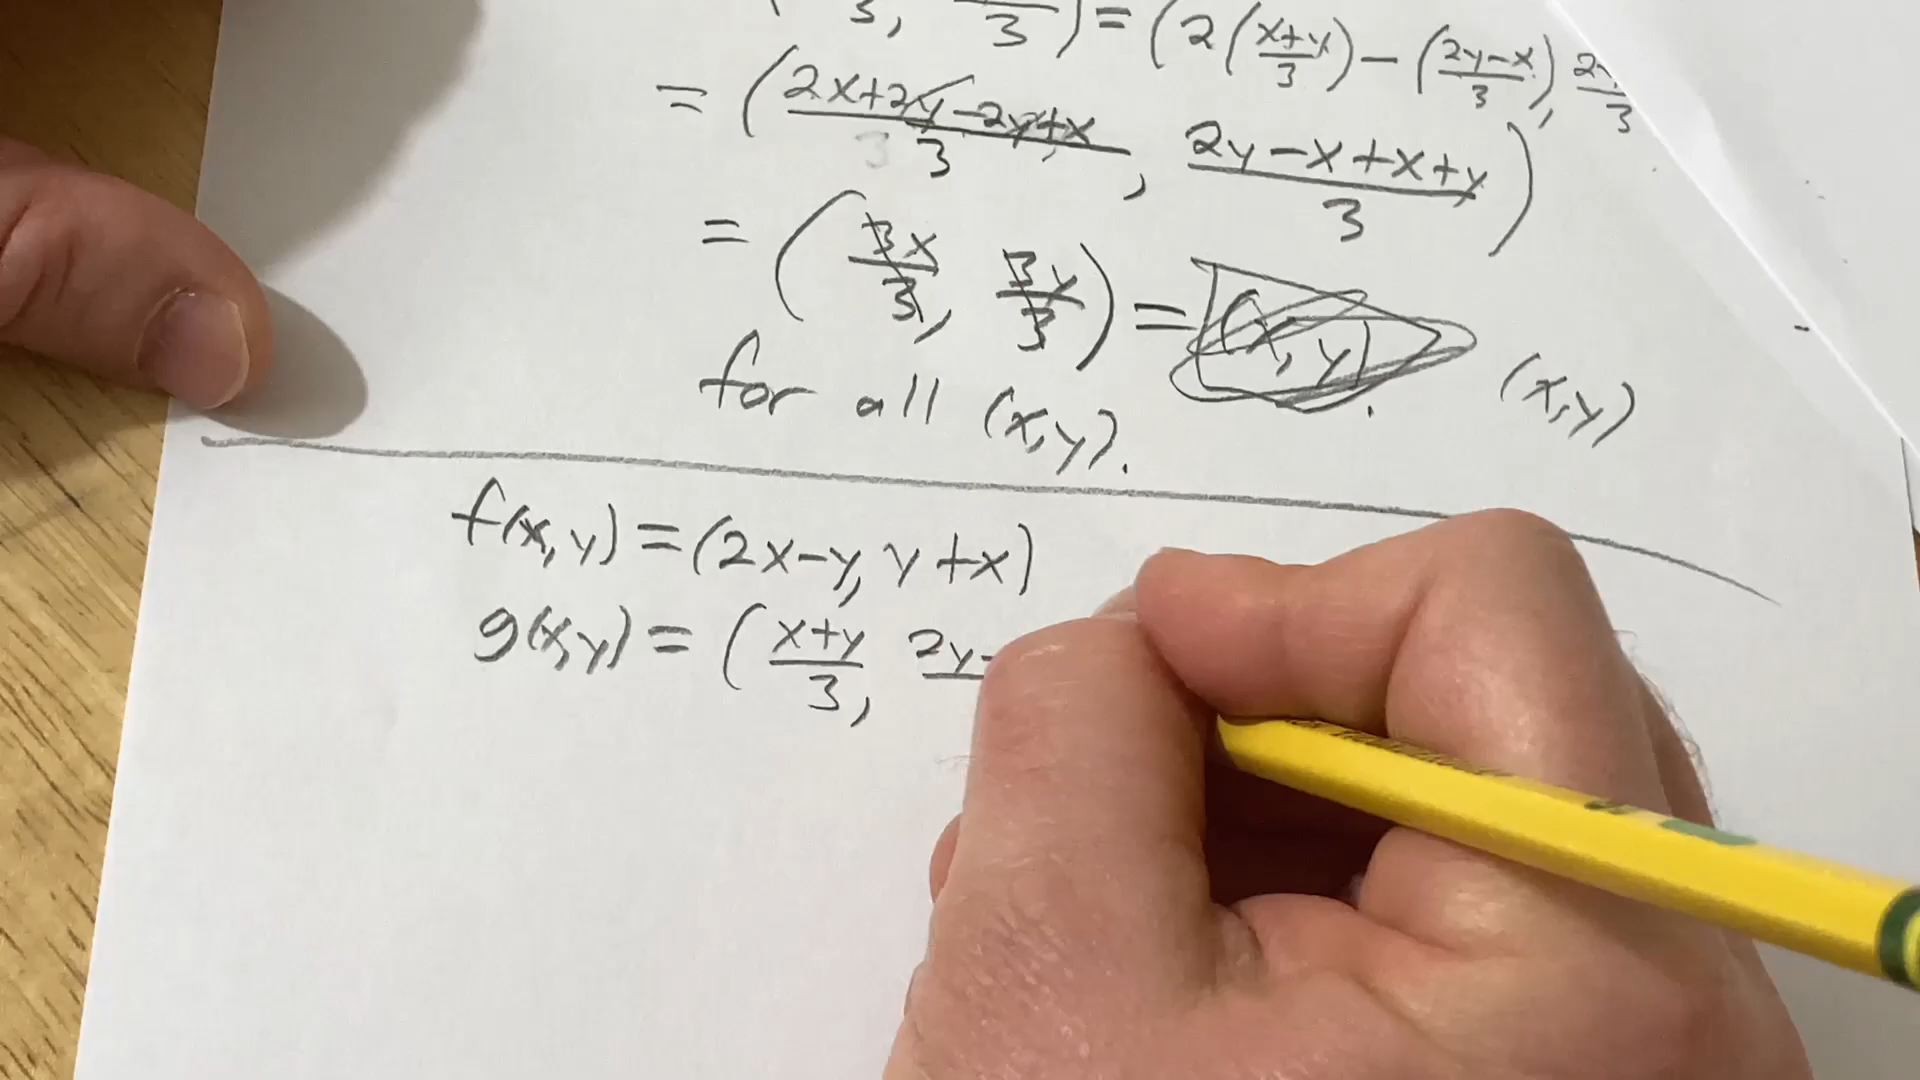 3, 3 ) = (2((x+y)/3) - ((2y-x)/3), 2
= ((2x+2y-2y+x)/3, (2y-x+x+y)/3)
= (3x/3, 3y/3) = (x,y). (x,y)
for all (x,y).
f(x,y) = (2x-y, y+x)
g(x,y) = ((x+y)/3, 2y-